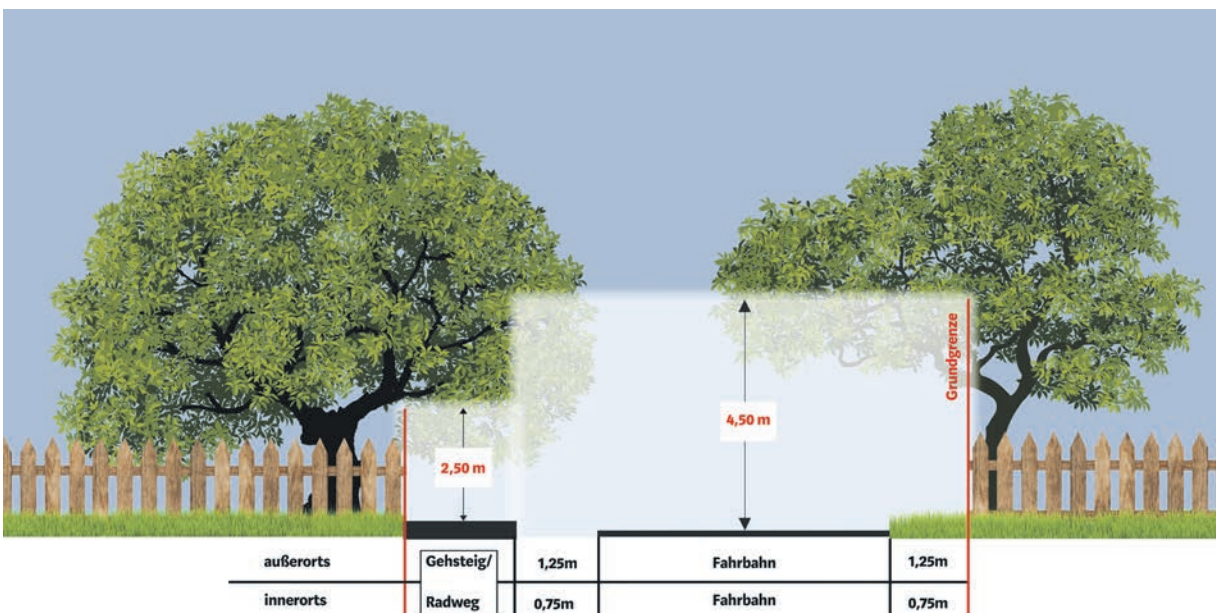 Grundgrenze
4,50 m
2,50 m
außerorts Gehsteig/ 1,25m Fahrbahn 1,25m
innerorts Radweg 0,75m Fahrbahn 0,75m